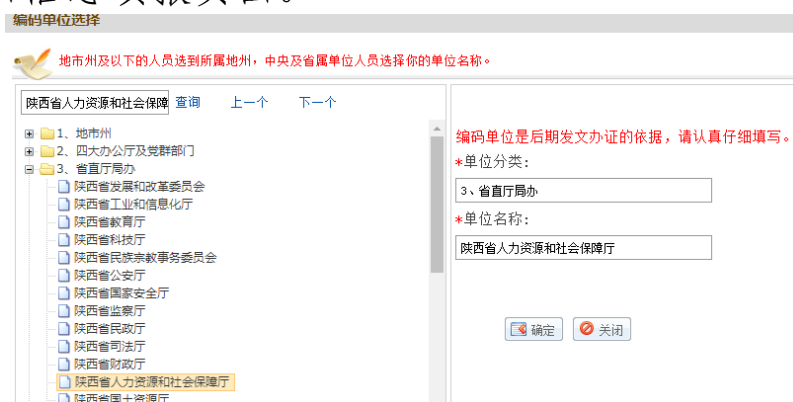 编码单位选择
地市州及以下的人员选到所属地州，中央及省属单位人员选择你的单位名称。
陕西省人力资源和社会保障 查询 上一个 下一个
1、地市州
2、四大办公厅及党群部门
3、省直厅局办
陕西省发展和改革委员会
陕西省工业和信息化厅
陕西省教育厅
陕西省科技厅
陕西省民族宗教事务委员会
陕西省公安厅
陕西省国家安全厅
陕西省监察厅
陕西省民政厅
陕西省司法厅
陕西省财政厅
陕西省人力资源和社会保障厅
陕西省国土资源厅
编码单位是后期发文办证的依据，请认真仔细填写。
*单位分类：
3、省直厅局办
*单位名称：
陕西省人力资源和社会保障厅
确定 关闭